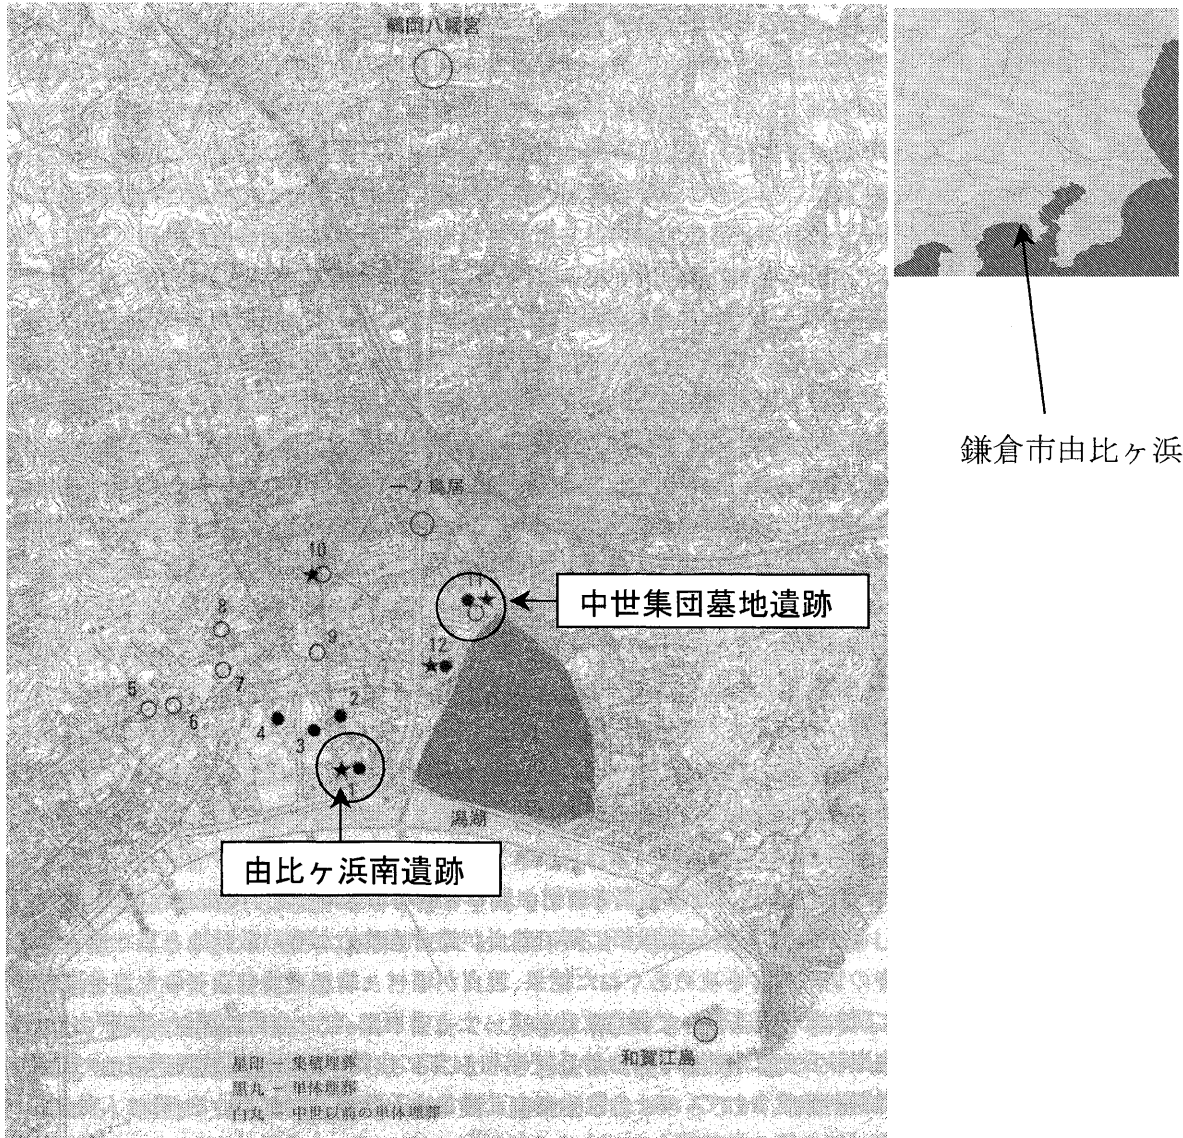 鶴岡八幡宮
鎌倉市由比ヶ浜
一ノ鳥居
10
11
中世集団墓地遺跡
8
9
12
7
5
6
2
4
3
1
潟湖
由比ヶ浜南遺跡
和賀江島
星印 － 集積埋葬
黒丸 － 単体埋葬
白丸 － 中世以前の単体埋葬